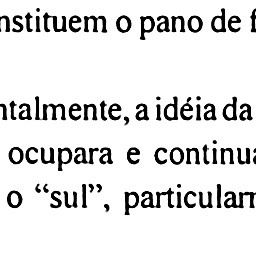 nstituem o pano de f
ntalmente, a idéia da
ocupara e continua
o “sul”, particularm